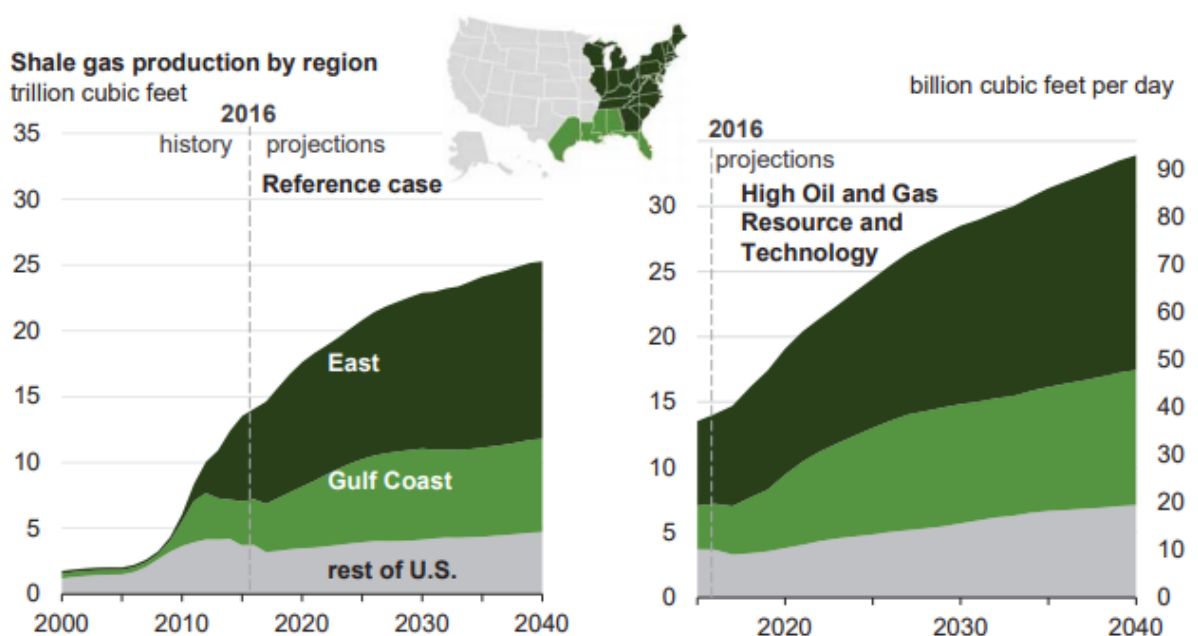 Shale gas production by region
trillion cubic feet
billion cubic feet per day
2016
history
projections
Reference case
35
30
25
20
15
10
5
0
East
Gulf Coast
rest of U.S.
2000
2010
2020
2030
2040
2016
projections
High Oil and Gas
Resource and
Technology
30
25
20
15
10
5
0
90
80
70
60
50
40
30
20
10
0
2020
2030
2040